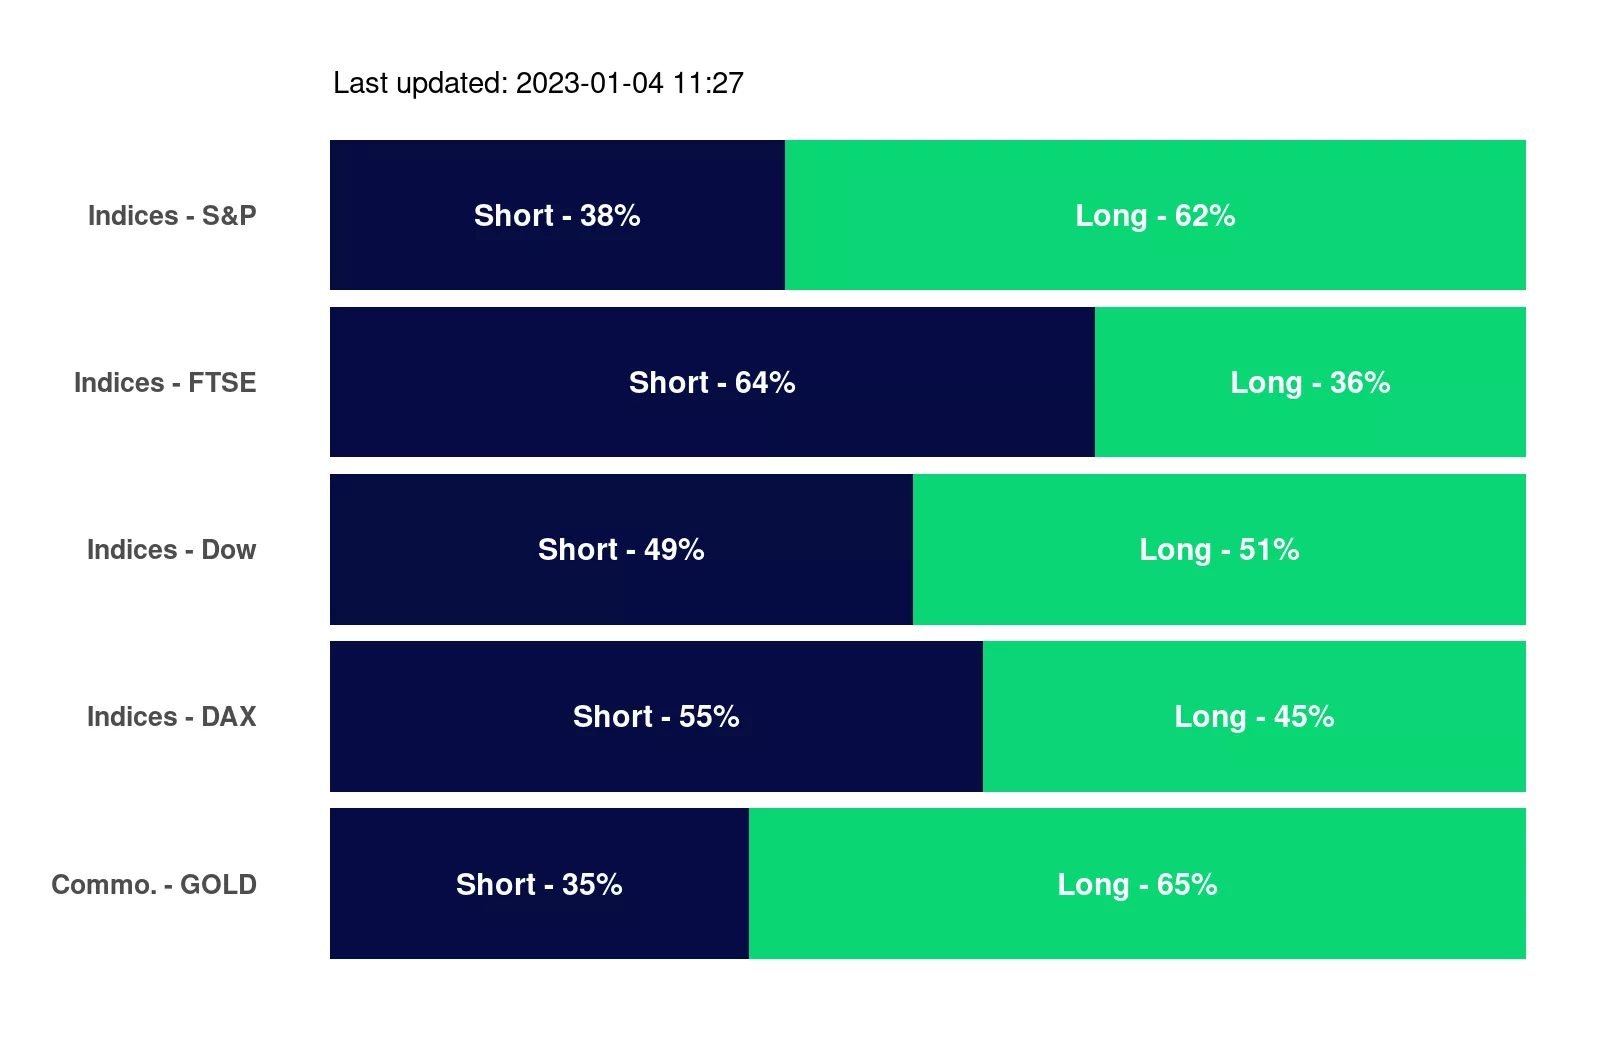 Last updated: 2023-01-04 11:27
Indices - S&P Short - 38% Long - 62%
Indices - FTSE Short - 64% Long - 36%
Indices - Dow Short - 49% Long - 51%
Indices - DAX Short - 55% Long - 45%
Commo. - GOLD Short - 35% Long - 65%